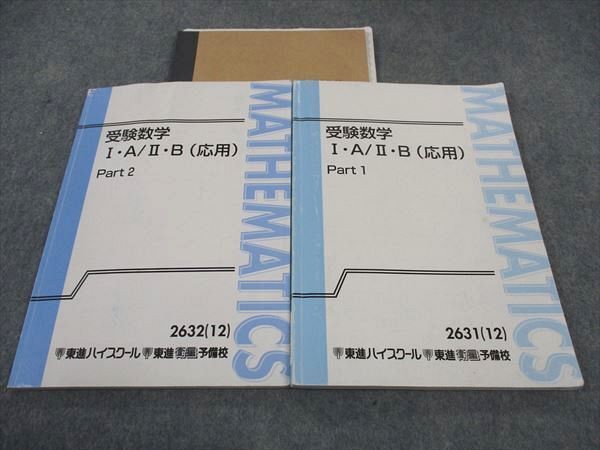 受験数学
Ⅰ・A/Ⅱ・B(応用)
Part 2
MATHEMATICS
2632(12)
東進ハイスクール 東進衛星予備校
受験数学
Ⅰ・A/Ⅱ・B(応用)
Part 1
MATHEMATICS
2631(12)
東進ハイスクール 東進衛星予備校